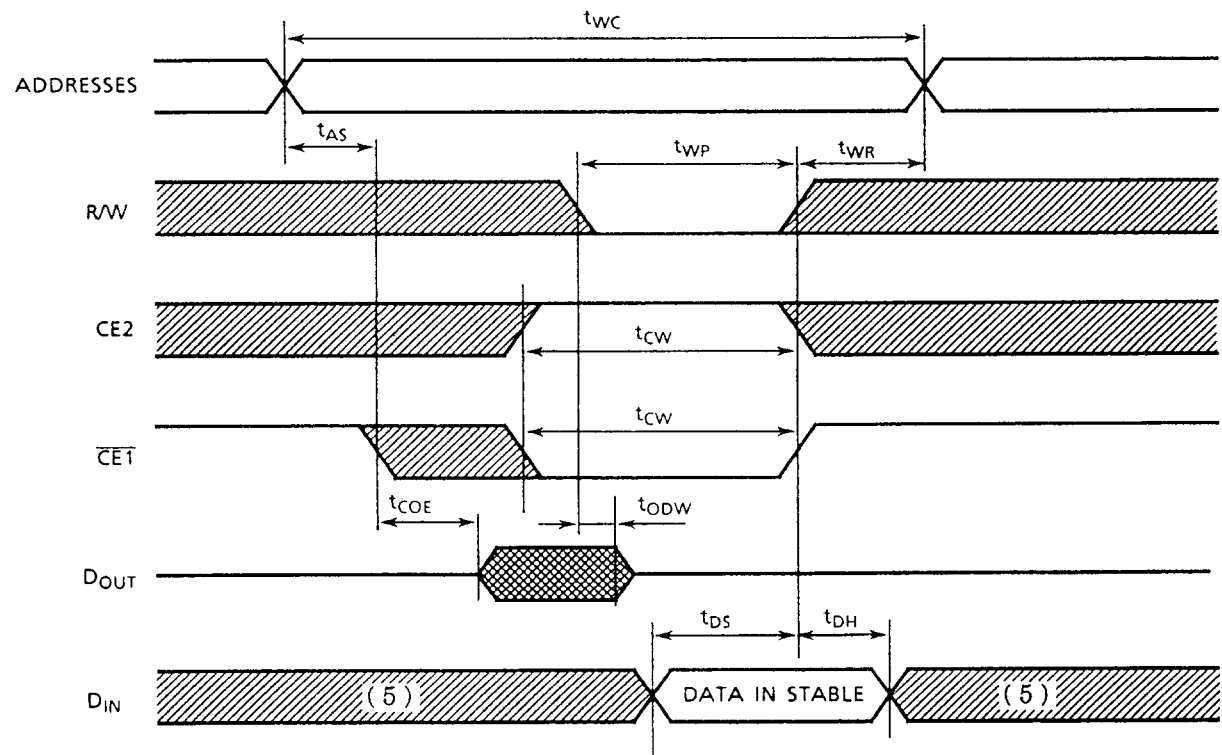 tWC
ADDRESSES
tAS
tWP
tWR
R/W
CE2
tCW
tCW
CE1
tCOE
tODW
DOUT
tDS
tDH
DIN
(5)
DATA IN STABLE
(5)